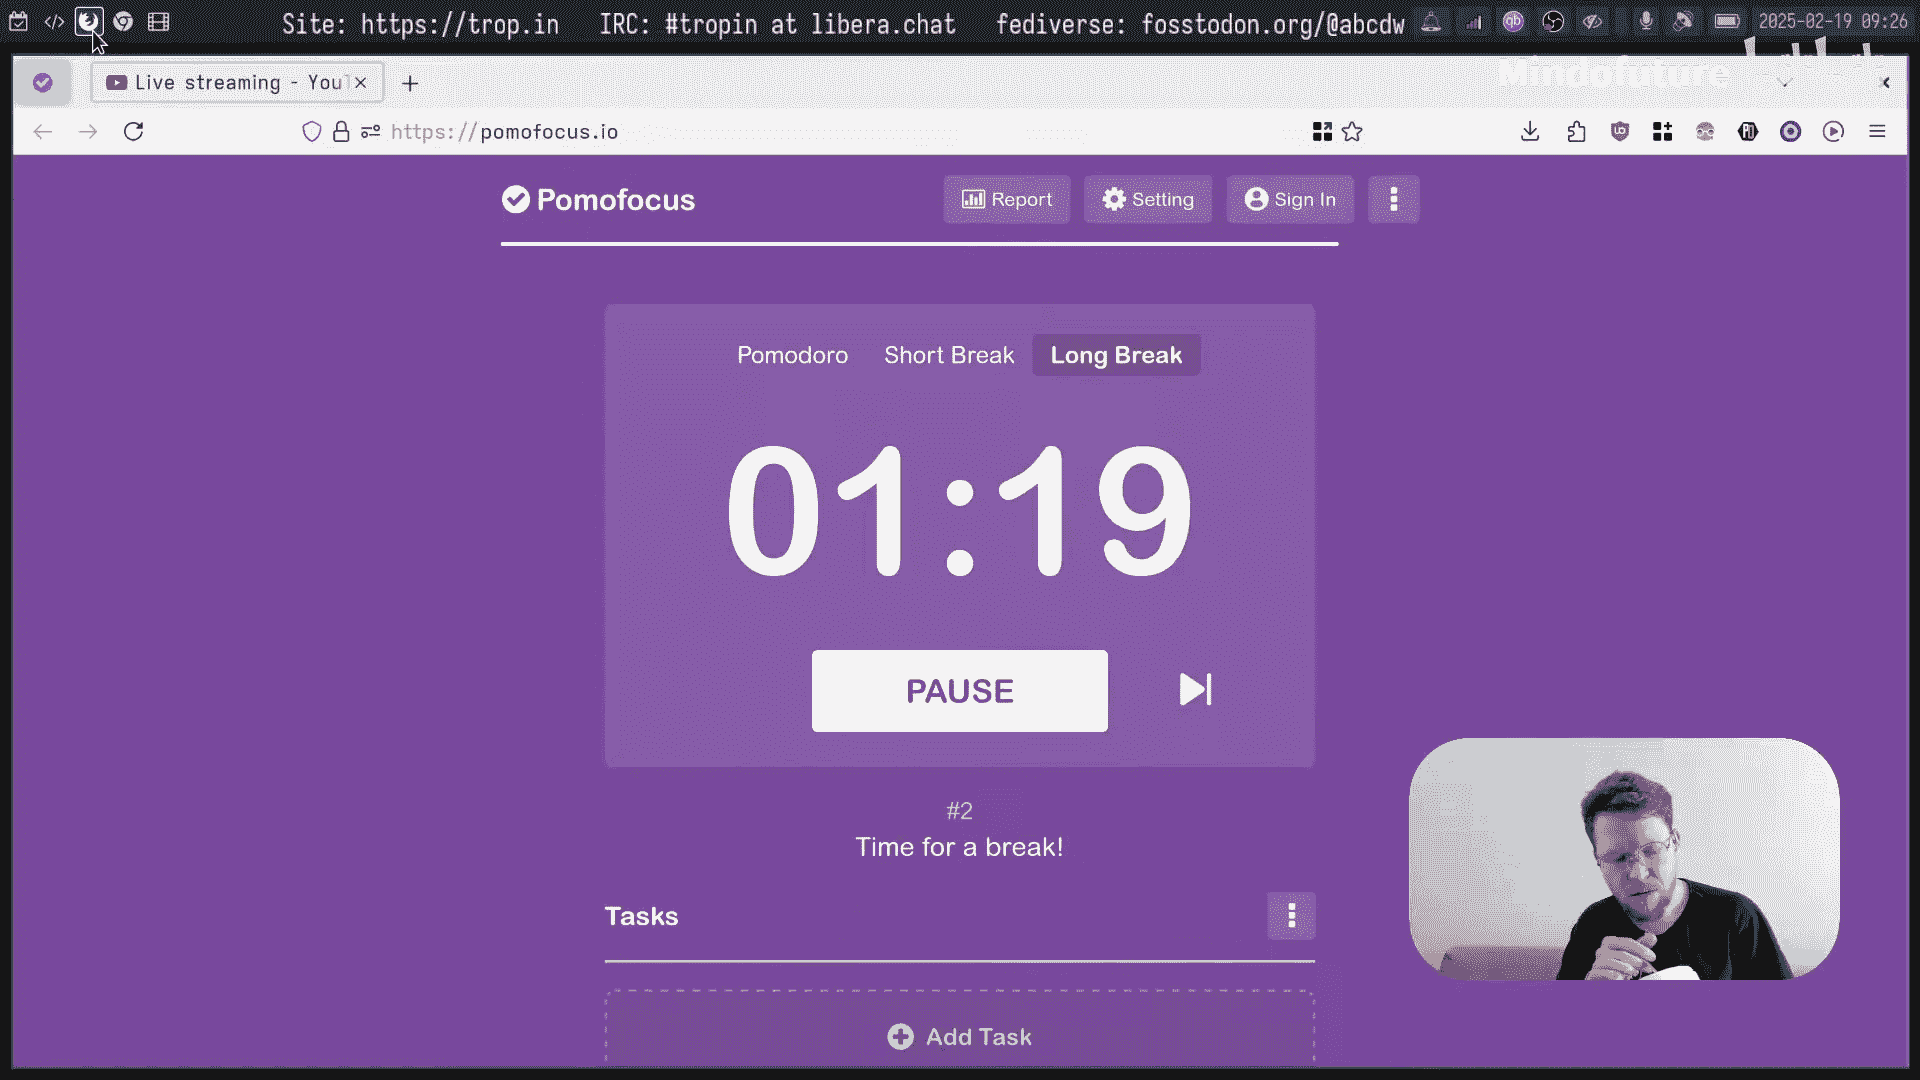 Site: https://trop.in IRC: #tropin at libera.chat fediverse: fosstodon.org/@abcdw 2025-02-19 09:26
Mindofuture
Live streaming - You
https://pomofocus.io
Pomofocus
Report
Setting
Sign In
Pomodoro
Short Break
Long Break
01:19
PAUSE
#2
Time for a break!
Tasks
Add Task